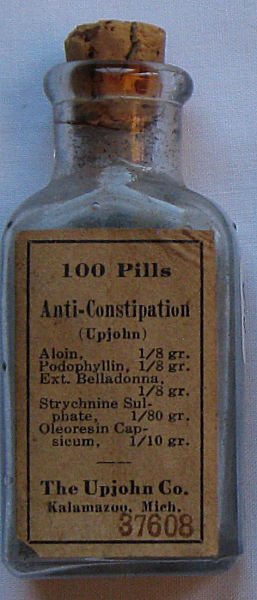 100 Pills
Anti-Constipation
(Upjohn)
Aloin, 1/8 gr.
Podophyllin, 1/8 gr.
Ext. Belladonna,
1/8 gr.
Strychnine Sul-
phate, 1/80 gr.
Oleoresin Cap-
sicum, 1/10 gr.
The Upjohn Co.
Kalamazoo, Mich.
37608